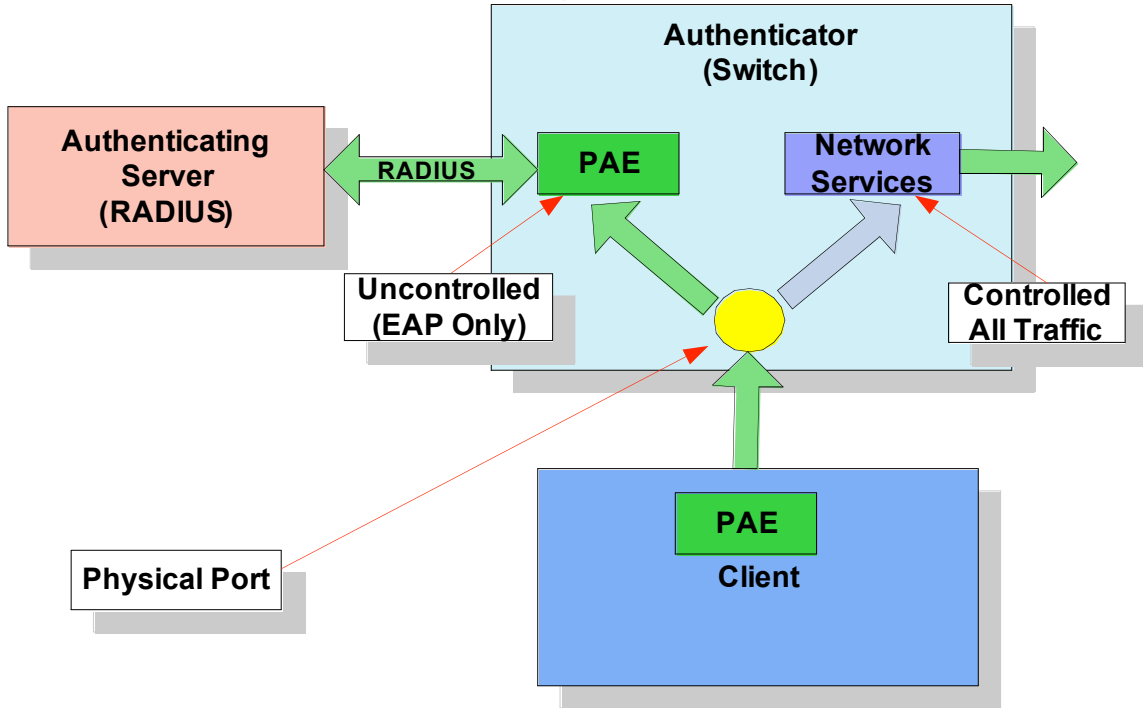 Authenticator
(Switch)
Authenticating
Server
(RADIUS)
RADIUS
PAE
Network
Services
Uncontrolled
(EAP Only)
Controlled
All Traffic
Physical Port
PAE
Client